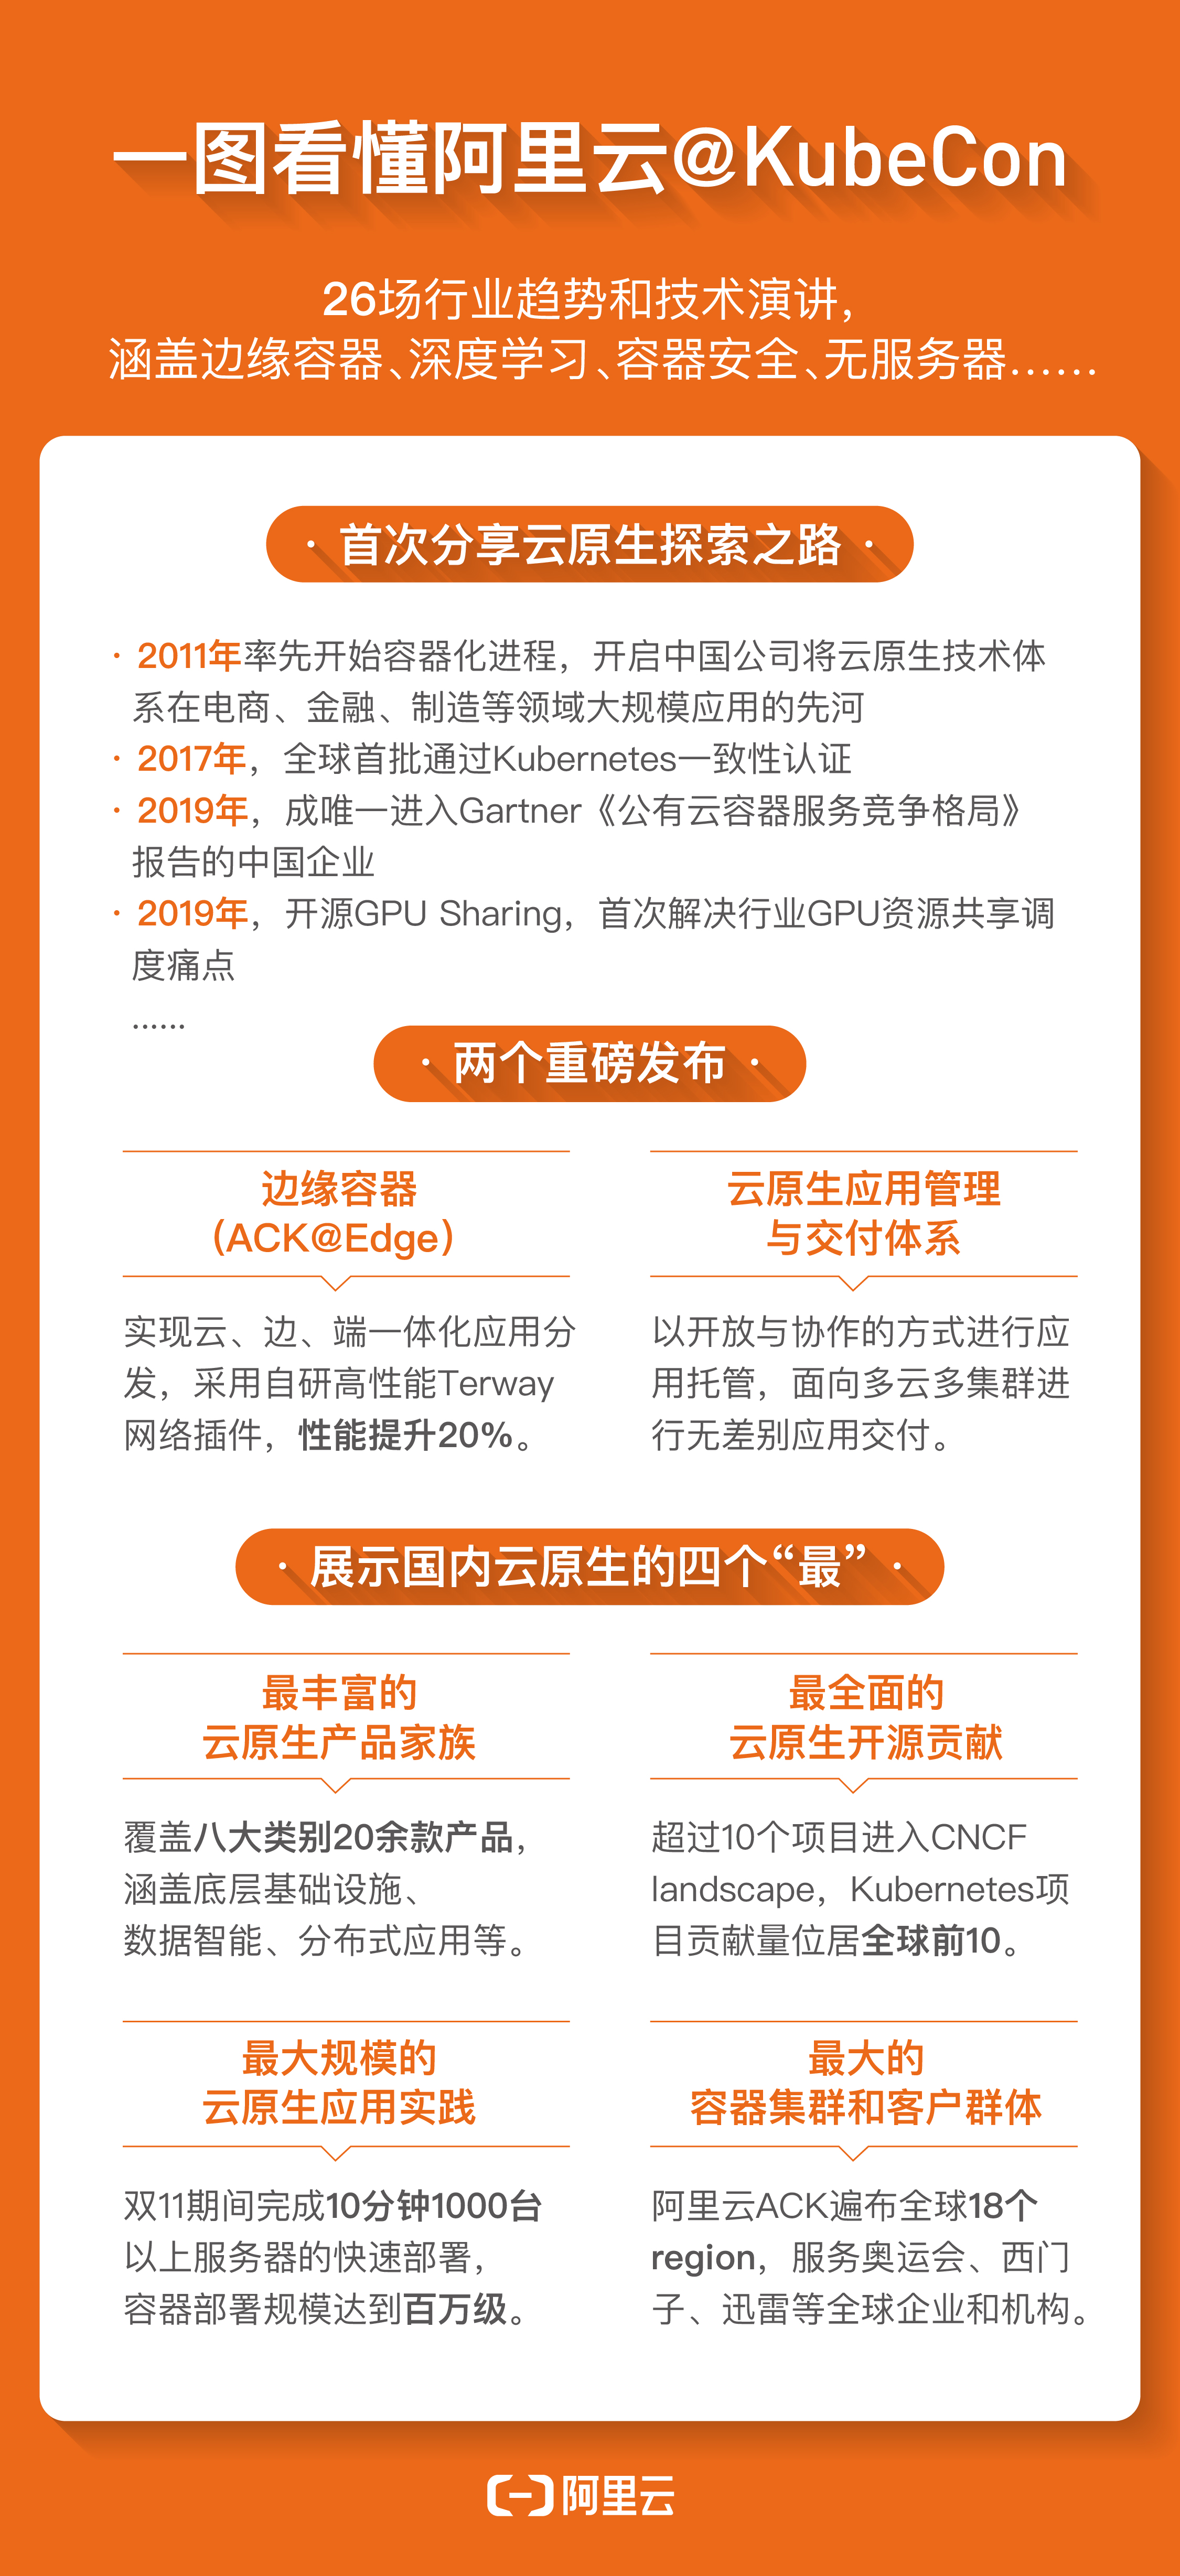 一图看懂阿里云@KubeCon
26场行业趋势和技术演讲，
涵盖边缘容器、深度学习、容器安全、无服务器……
· 首次分享云原生探索之路 ·
· 2011年率先开始容器化进程，开启中国公司将云原生技术体
系在电商、金融、制造等领域大规模应用的先河
· 2017年，全球首批通过Kubernetes一致性认证
· 2019年，成唯一进入Gartner《公有云容器服务竞争格局》
报告的中国企业
· 2019年，开源GPU Sharing，首次解决行业GPU资源共享调
度痛点
......
· 两个重磅发布 ·
边缘容器
（ACK@Edge）
实现云、边、端一体化应用分
发，采用自研高性能Terway
网络插件，性能提升20%。
云原生应用管理
与交付体系
以开放与协作的方式进行应
用托管，面向多云多集群进
行无差别应用交付。
· 展示国内云原生的四个“最” ·
最丰富的
云原生产品家族
覆盖八大类别20余款产品，
涵盖底层基础设施、
数据智能、分布式应用等。
最全面的
云原生开源贡献
超过10个项目进入CNCF
landscape，Kubernetes项
目贡献量位居全球前10。
最大规模的
云原生应用实践
双11期间完成10分钟1000台
以上服务器的快速部署，
容器部署规模达到百万级。
最大的
容器集群和客户群体
阿里云ACK遍布全球18个
region，服务奥运会、西门
子、迅雷等全球企业和机构。
阿里云